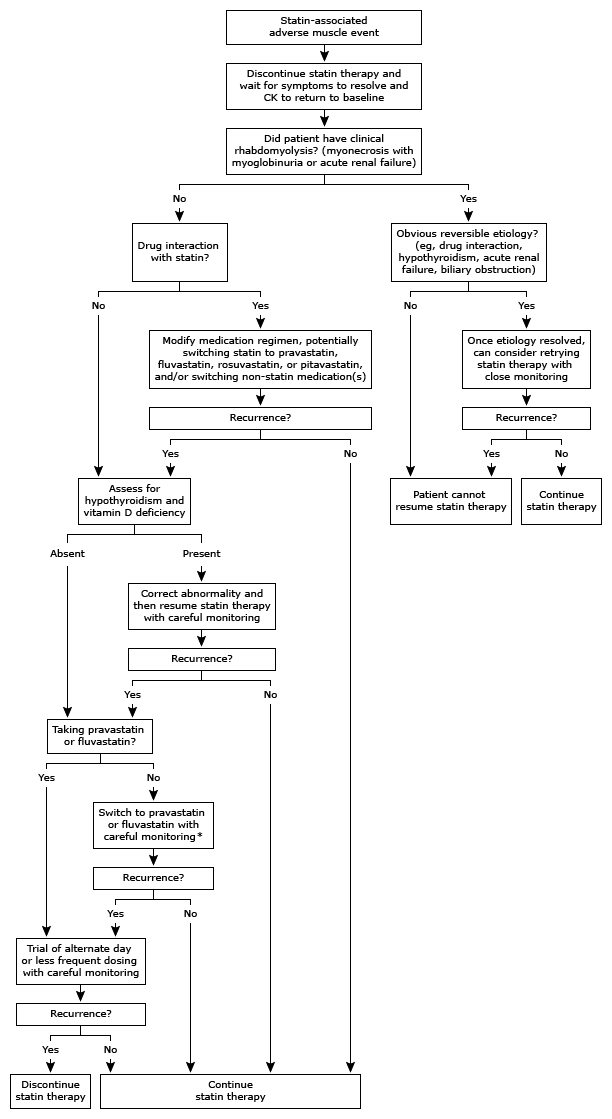 Statin-associated
adverse muscle event
Discontinue statin therapy and
wait for symptoms to resolve and
CK to return to baseline
Did patient have clinical
rhabdomyolysis? (myonecrosis with
myoglobinuria or acute renal failure)
No
Yes
Drug interaction
with statin?
Obvious reversible etiology?
(eg, drug interaction,
hypothyroidism, acute renal
failure, biliary obstruction)
No
Yes
No
Yes
Modify medication regimen, potentially
switching statin to pravastatin,
fluvastatin, rosuvastatin, or pitavastatin,
and/or switching non-statin medication(s)
Once etiology resolved,
can consider retrying
statin therapy with
close monitoring
Recurrence?
Recurrence?
Yes
No
Yes
No
Assess for
hypothyroidism and
vitamin D deficiency
Patient cannot
resume statin therapy
Continue
statin therapy
Absent
Present
Correct abnormality and
then resume statin therapy
with careful monitoring
Recurrence?
Yes
No
Taking pravastatin
or fluvastatin?
Yes
No
Switch to pravastatin
or fluvastatin with
careful monitoring*
Recurrence?
Yes
No
Trial of alternate day
or less frequent dosing
with careful monitoring
Recurrence?
Yes
No
Discontinue
statin therapy
Continue
statin therapy